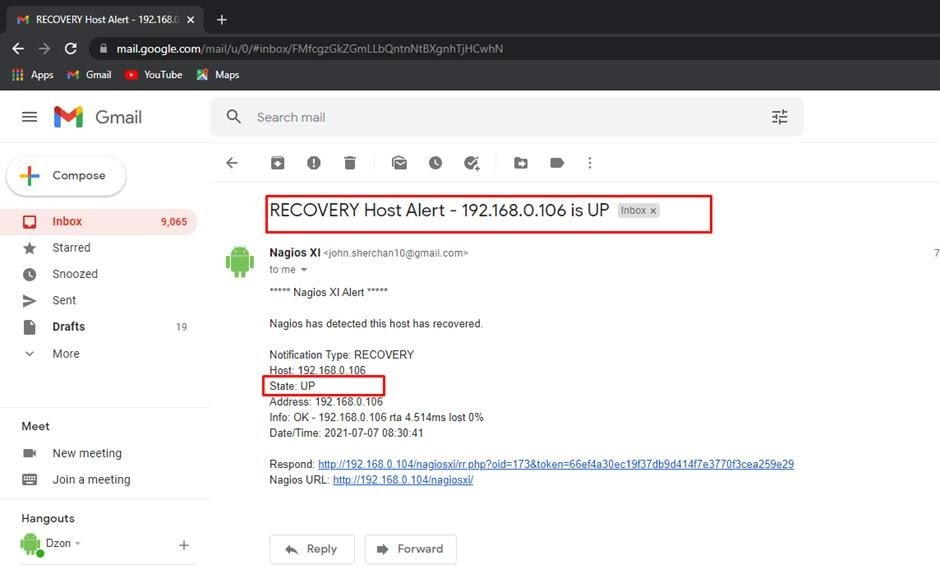 RECOVERY Host Alert - 192.168.0.
mail.google.com/mail/u/0/#inbox/FMfcgzGkZGmLLbQntnNtBXgnhTjHCwhN
Apps Gmail YouTube Maps
Gmail
Search mail
Compose
RECOVERY Host Alert - 192.168.0.106 is UP Inbox x
Inbox 9,065
Starred
Snoozed
Sent
Drafts 19
More
Nagios XI <john.sherchan10@gmail.com> 7
to me
***** Nagios XI Alert *****
Nagios has detected this host has recovered.
Notification Type: RECOVERY
Host: 192.168.0.106
State: UP
Address: 192.168.0.106
Info: OK - 192.168.0.106 rta 4.514ms lost 0%
Date/Time: 2021-07-07 08:30:41
Respond: http://192.168.0.104/nagiosxi/rr.php?oid=173&token=66ef4a30ec19f37db9d414f7e3770f3cea259e29
Nagios URL: http://192.168.0.104/nagiosxi/
Meet
New meeting
Join a meeting
Hangouts
Dzon
Reply Forward